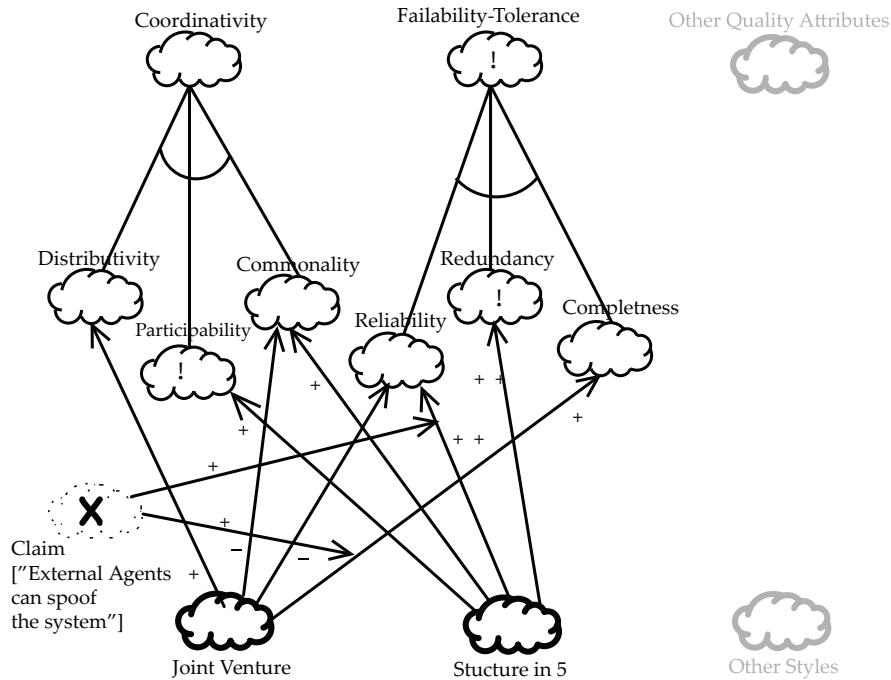 Coordinativity
Failability-Tolerance
Other Quality Attributes
!
Distributivity
Commonality
Redundancy
!
Completness
Participability
!
Reliability
+
+ +
+
+
+ +
+
+
−
−
+
Claim
["External Agents
can spoof
the system"]
Joint Venture
Stucture in 5
Other Styles